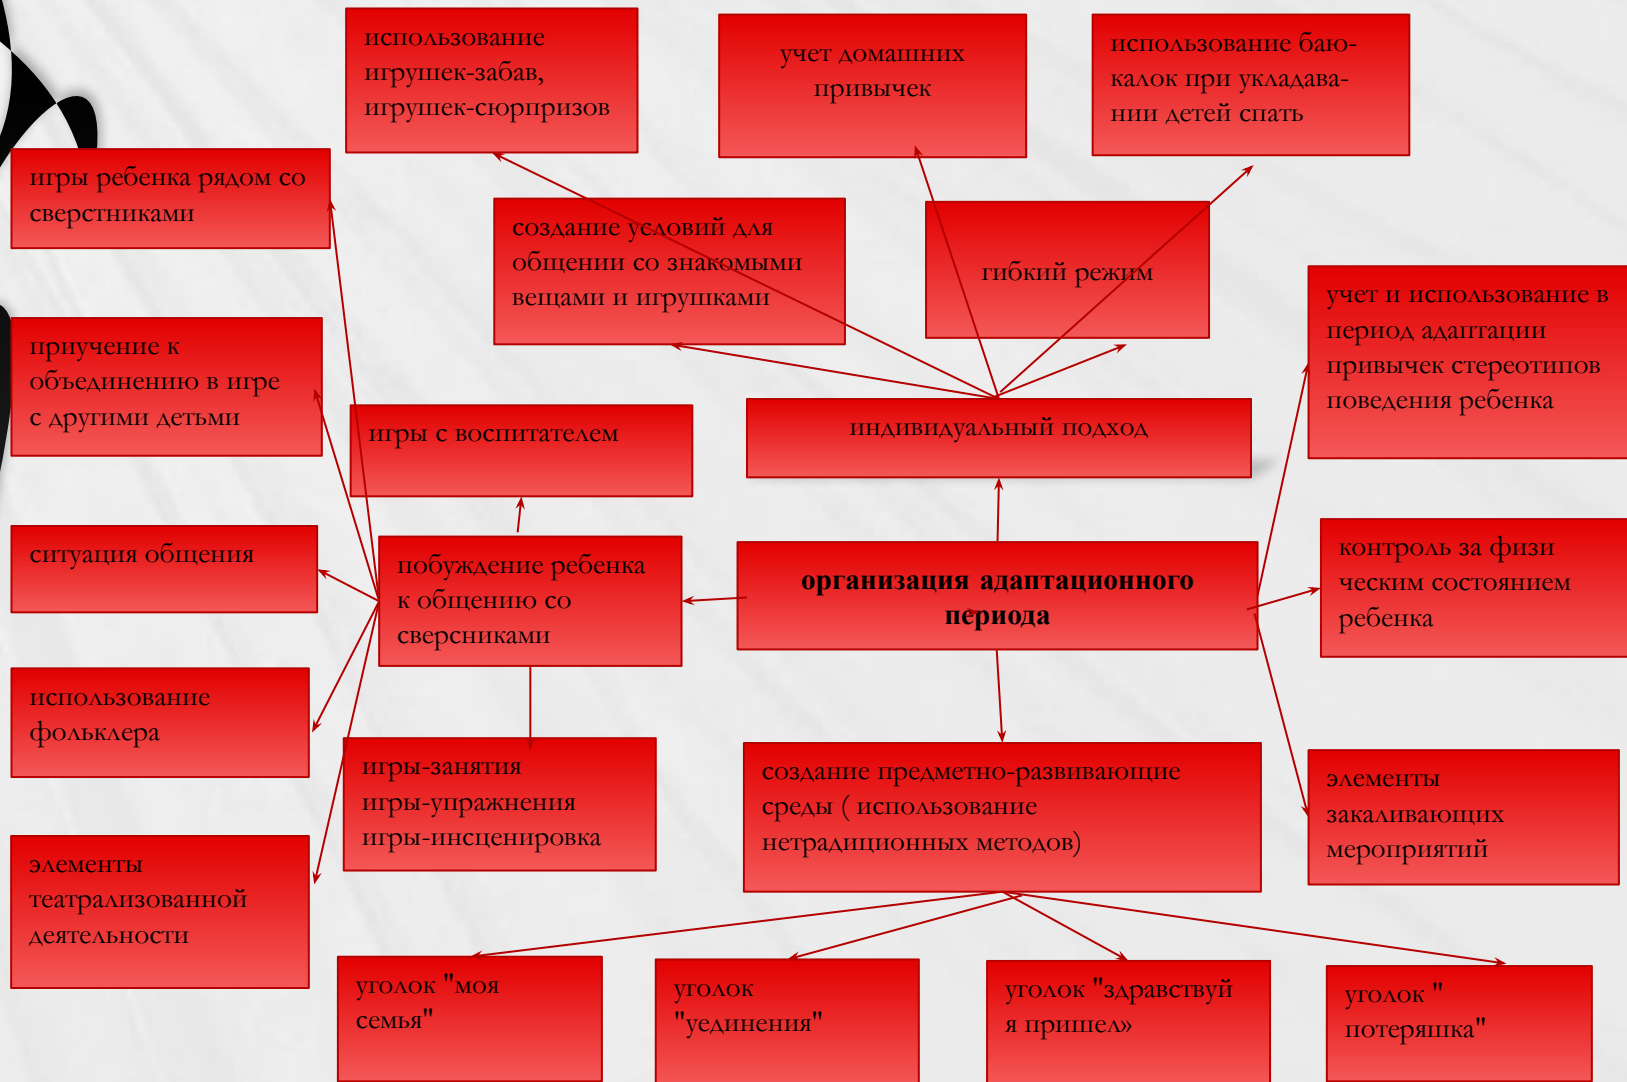 использование
игрушек-забав,
игрушек-сюрпризов
учет домашних
привычек
использование баю-
калок при укладава-
нии детей спать
игры ребенка рядом со
сверстниками
создание условий для
общении со знакомыми
вещами и игрушками
гибкий режим
учет и использование в
период адаптации
привычек стереотипов
поведения ребенка
приучение к
объединению в игре
с другими детьми
игры с воспитателем
индивидуальный подход
ситуация общения
побуждение ребенка
к общению со
сверсниками
организация адаптационного
периода
контроль за физи
ческим состоянием
ребенка
использование
фольклера
игры-занятия
игры-упражнения
игры-инсценировка
создание предметно-развивающие
среды ( использование
нетрадиционных методов)
элементы
закаливающих
мероприятий
элементы
театрализованной
деятельности
уголок "моя
семья"
уголок
"уединения"
уголок "здравствуй
я пришел»
уголок "
потеряшка"